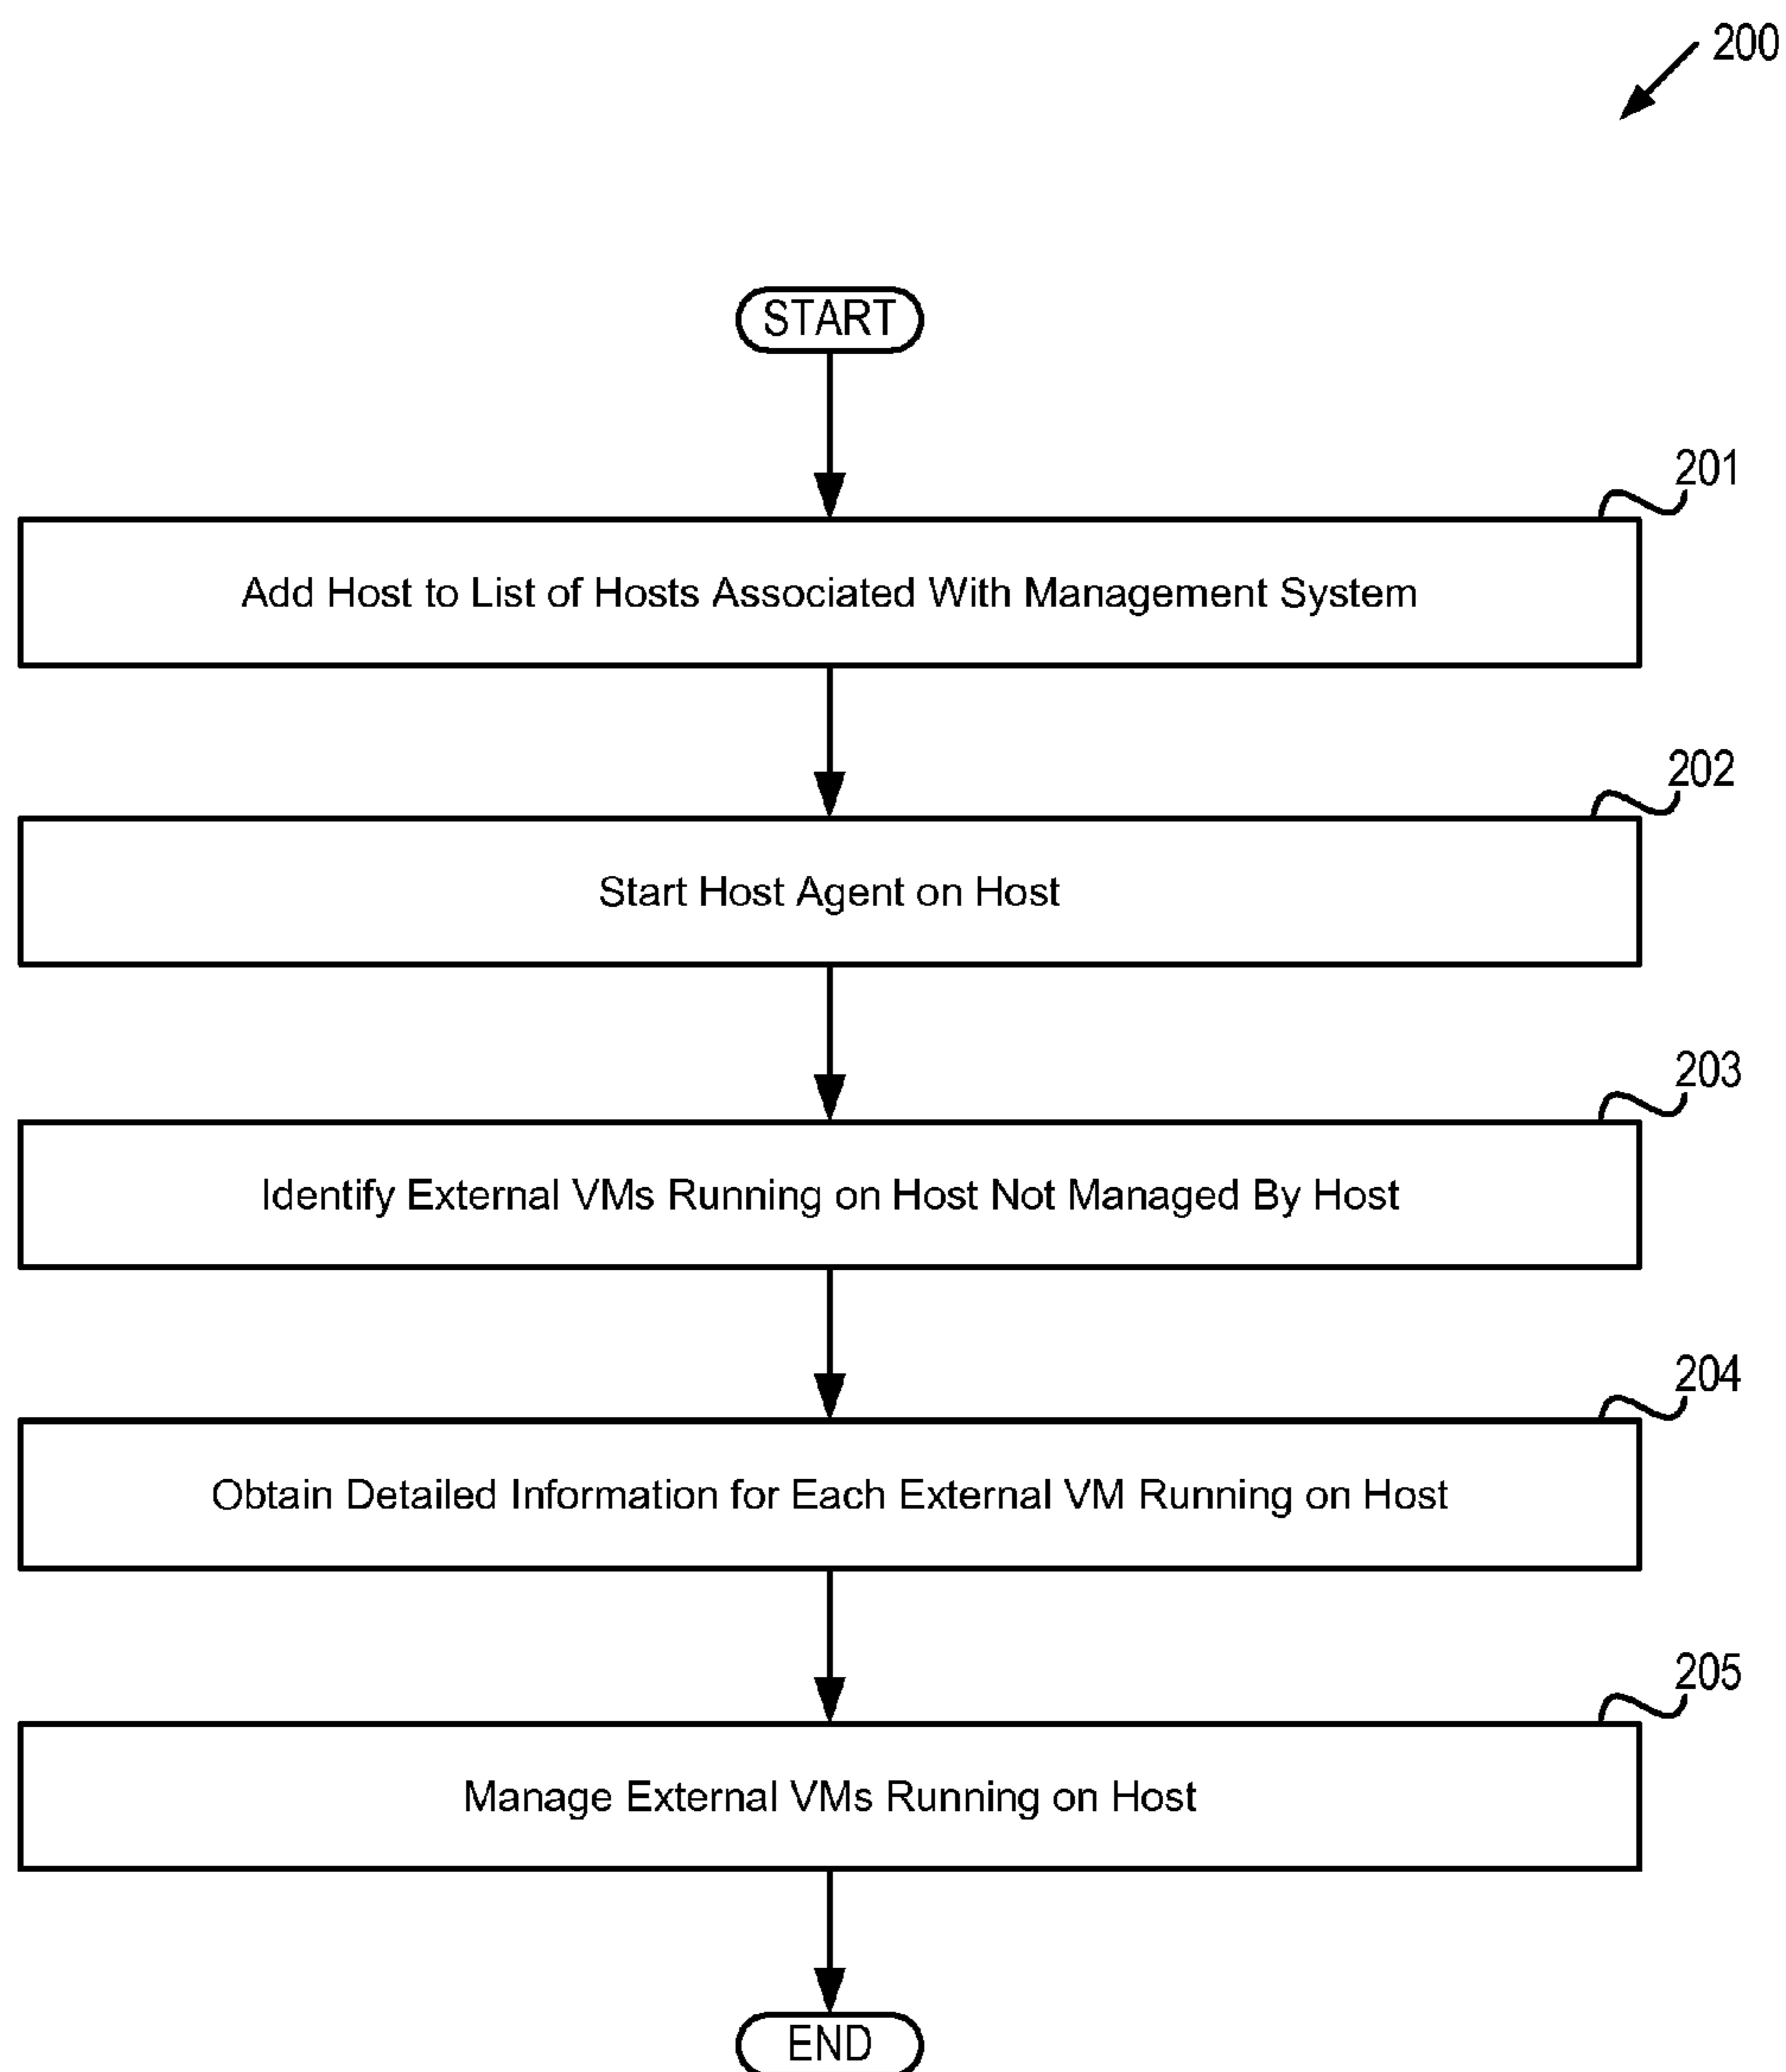 200
START
201
Add Host to List of Hosts Associated With Management System
202
Start Host Agent on Host
203
Identify External VMs Running on Host Not Managed By Host
204
Obtain Detailed Information for Each External VM Running on Host
205
Manage External VMs Running on Host
END